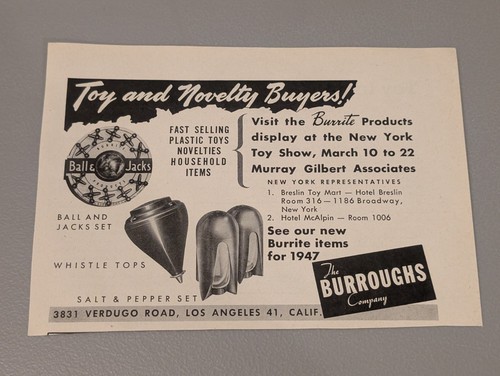 Toy and Novelty Buyers!
FAST SELLING
PLASTIC TOYS
NOVELTIES
HOUSEHOLD
ITEMS
Visit the Burrite Products
display at the New York
Toy Show, March 10 to 22
Murray Gilbert Associates
NEW YORK REPRESENTATIVES
1. Breslin Toy Mart — Hotel Breslin
Room 316 — 1186 Broadway,
New York
2. Hotel McAlpin — Room 1006
See our new
Burrite items
for 1947
Ball & Jacks
BALL AND
JACKS SET
WHISTLE TOPS
SALT & PEPPER SET
The
BURROUGHS
Company
3831 VERDUGO ROAD, LOS ANGELES 41, CALIF.